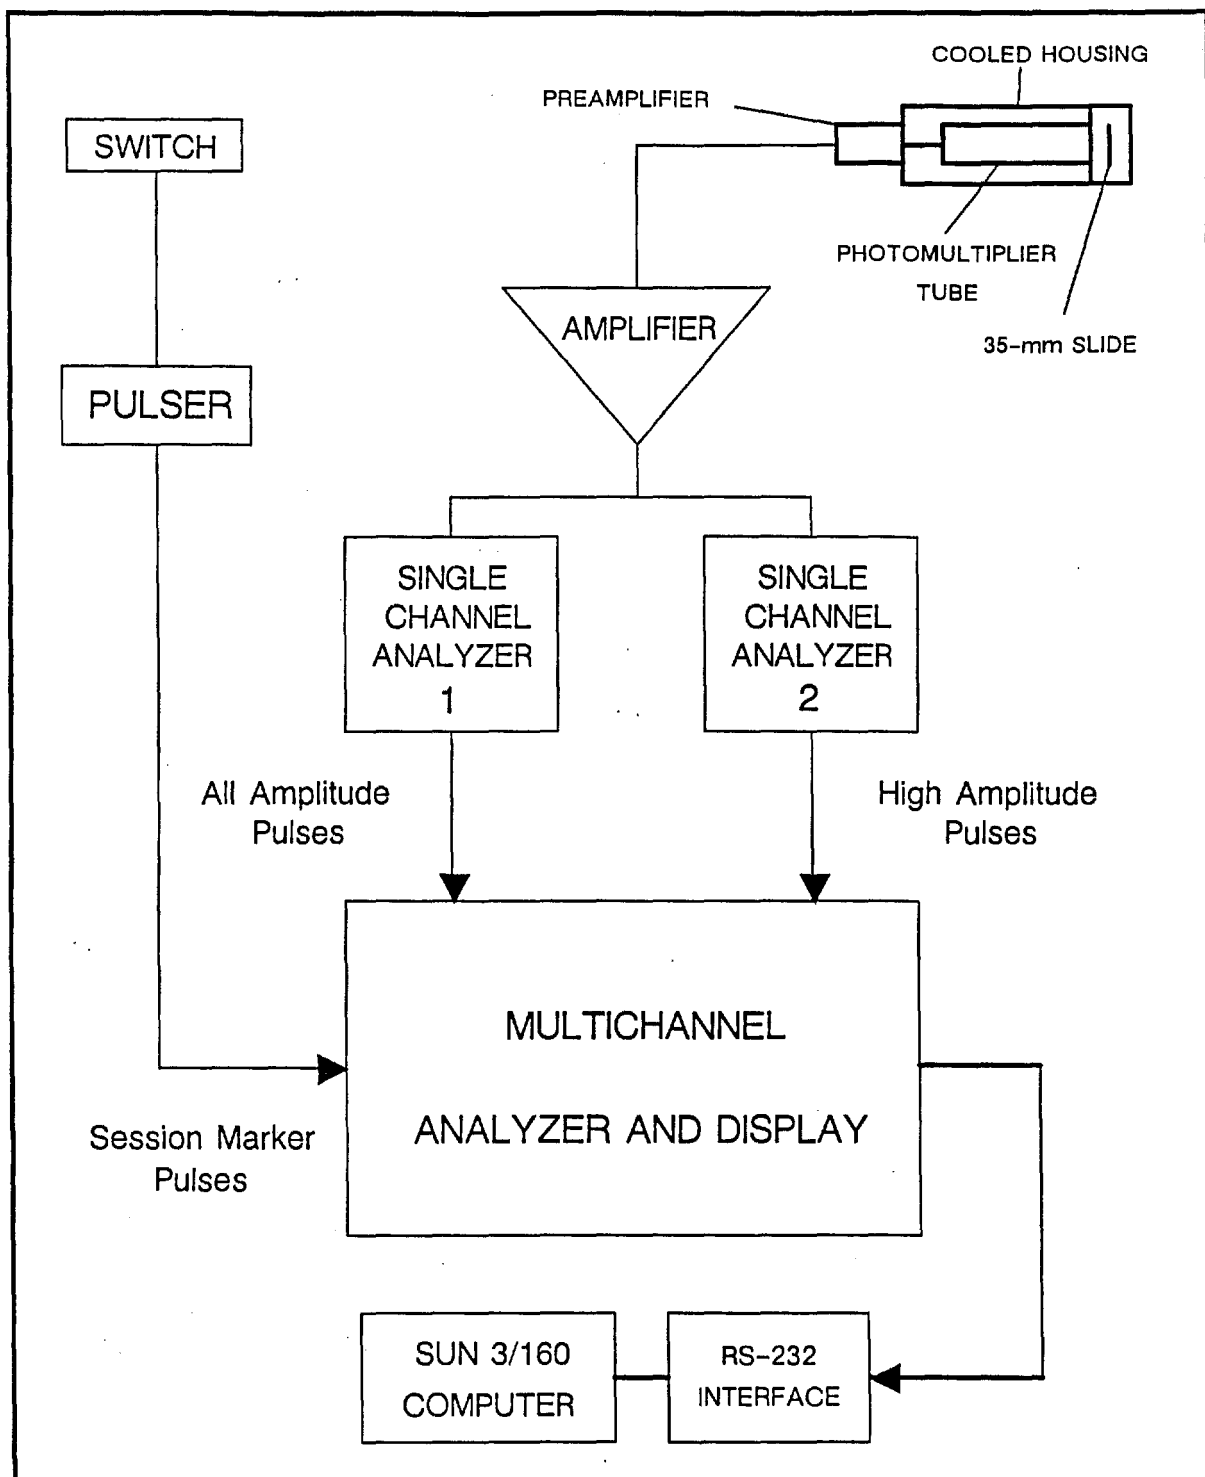 COOLED HOUSING
PREAMPLIFIER
SWITCH
PHOTOMULTIPLIER
TUBE
35-mm SLIDE
AMPLIFIER
PULSER
SINGLE
CHANNEL
ANALYZER
1
SINGLE
CHANNEL
ANALYZER
2
All Amplitude
Pulses
High Amplitude
Pulses
MULTICHANNEL
ANALYZER AND DISPLAY
Session Marker
Pulses
SUN 3/160
COMPUTER
RS-232
INTERFACE